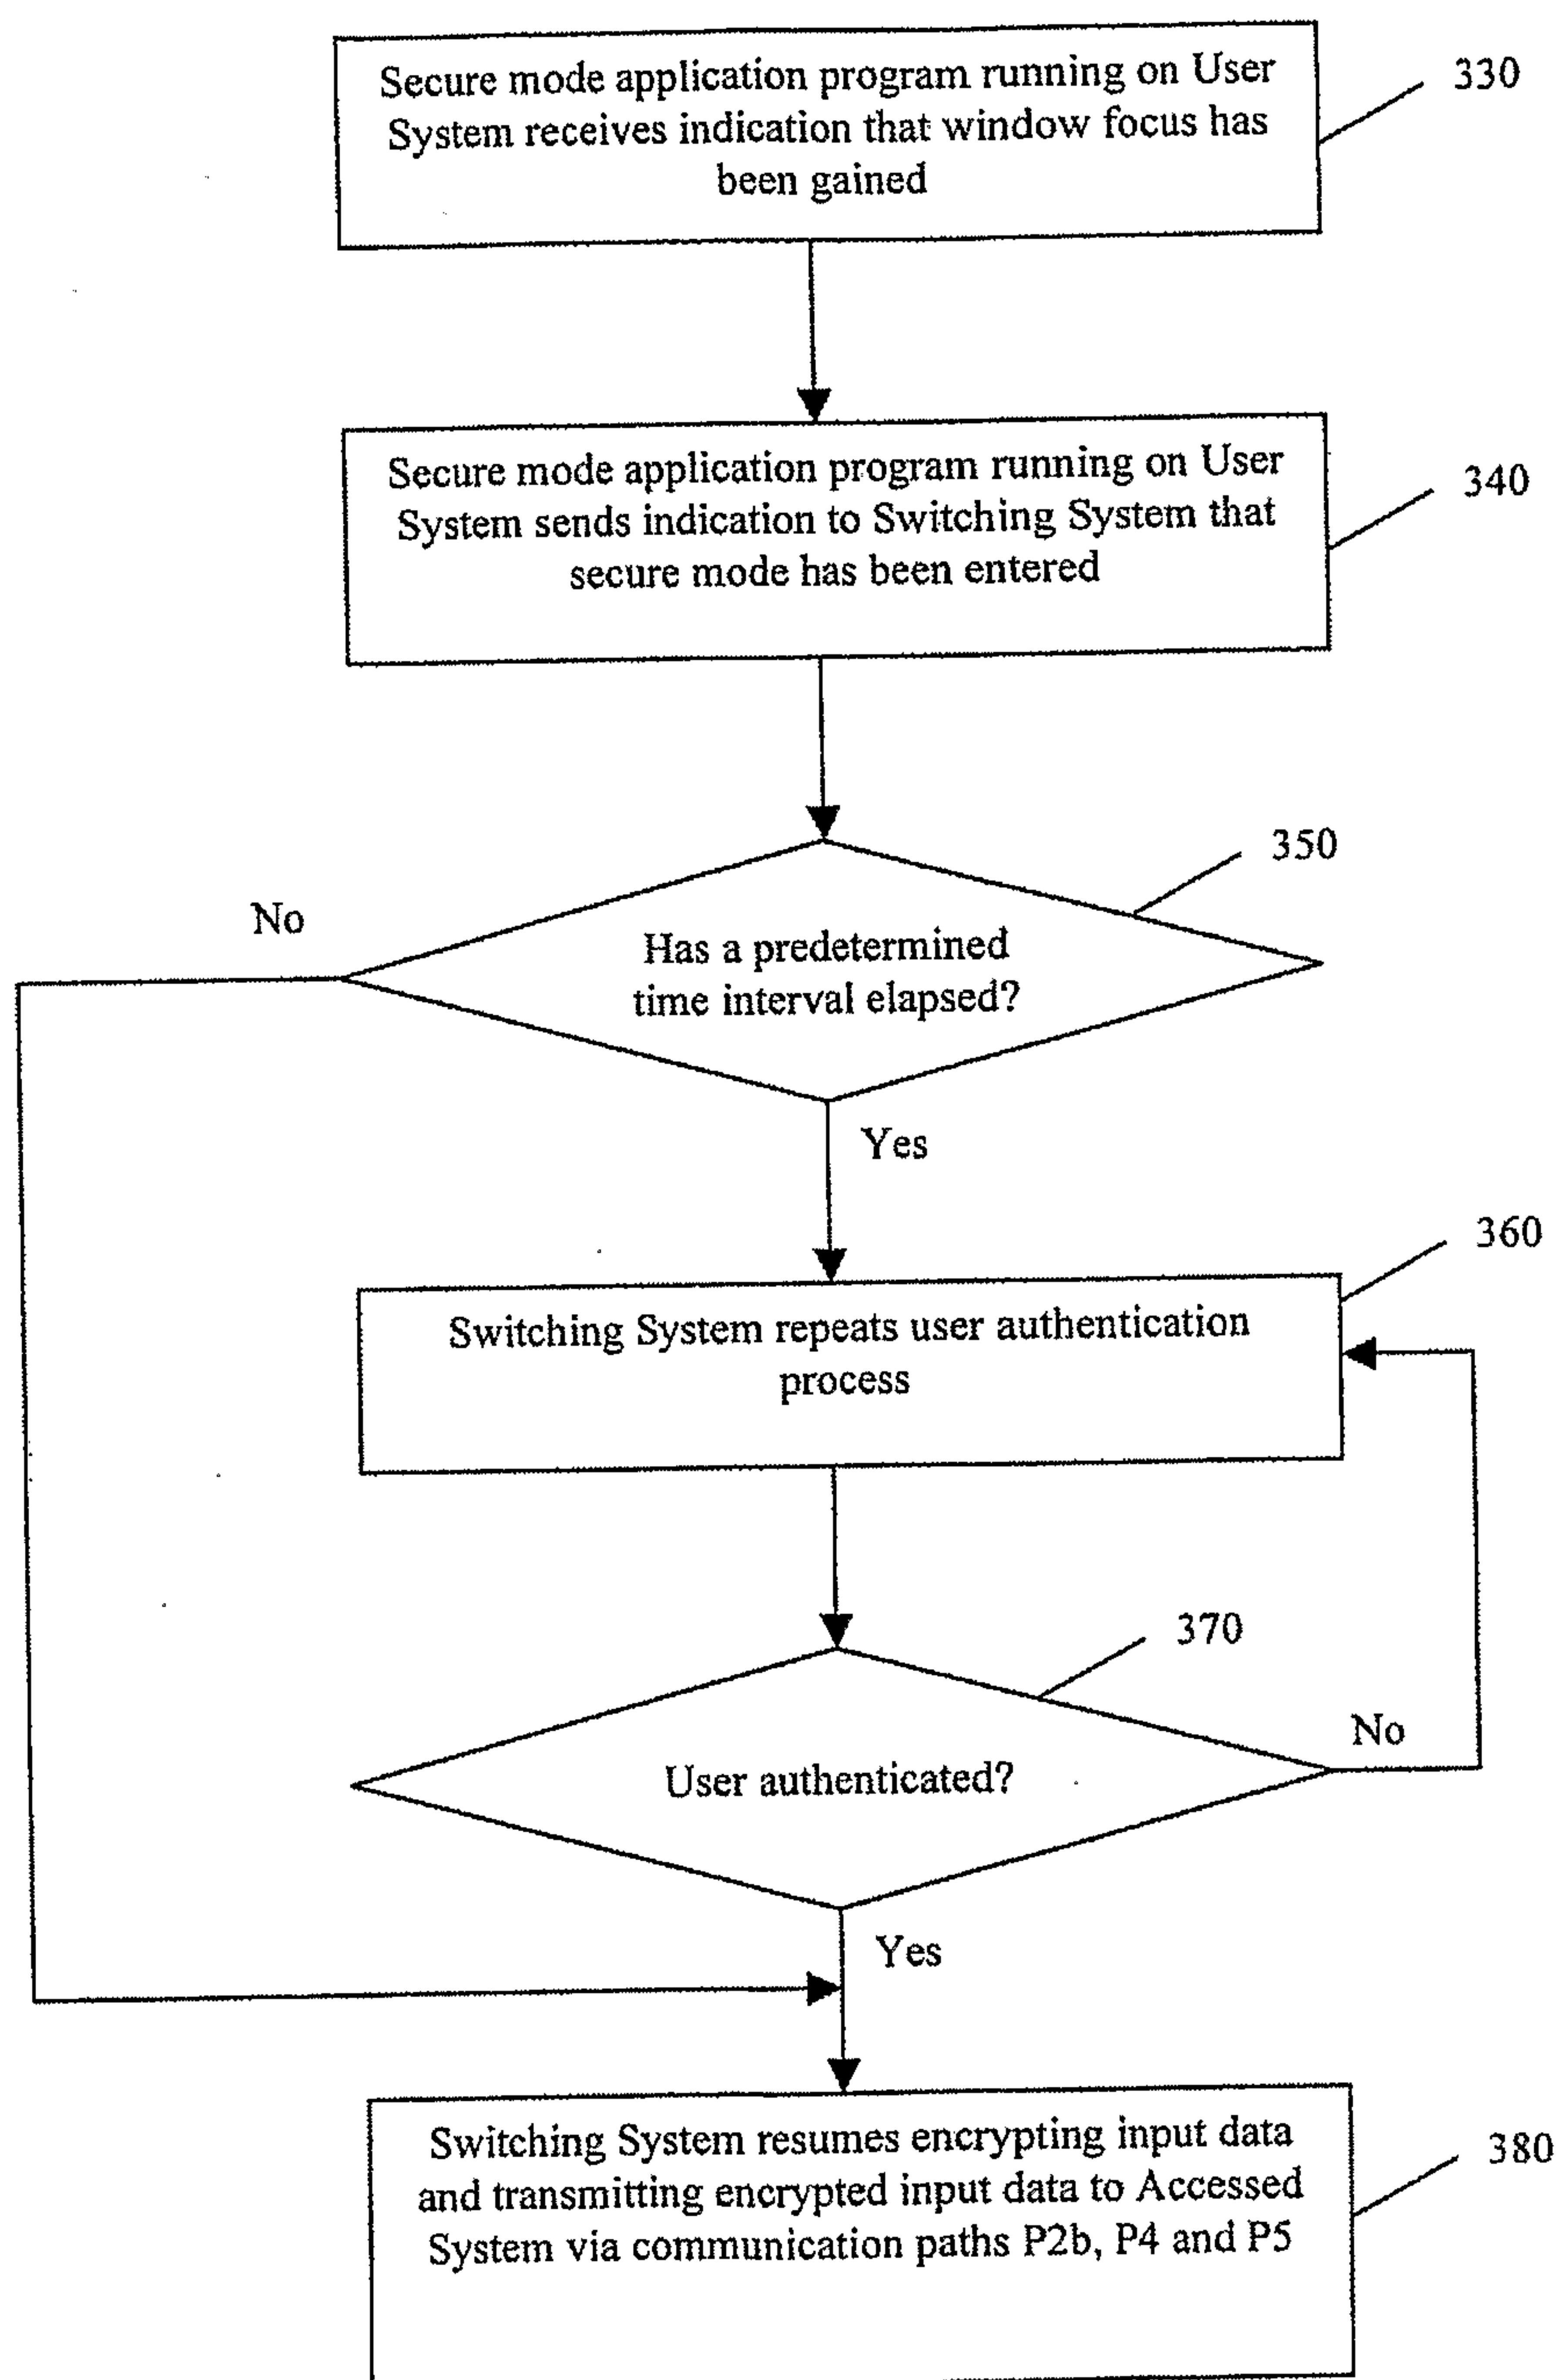 Secure mode application program running on User
System receives indication that window focus has
been gained
330
Secure mode application program running on User
System sends indication to Switching System that
secure mode has been entered
340
350
No
Has a predetermined
time interval elapsed?
Yes
360
Switching System repeats user authentication
process
370
No
User authenticated?
Yes
Switching System resumes encrypting input data
and transmitting encrypted input data to Accessed
System via communication paths P2b, P4 and P5
380